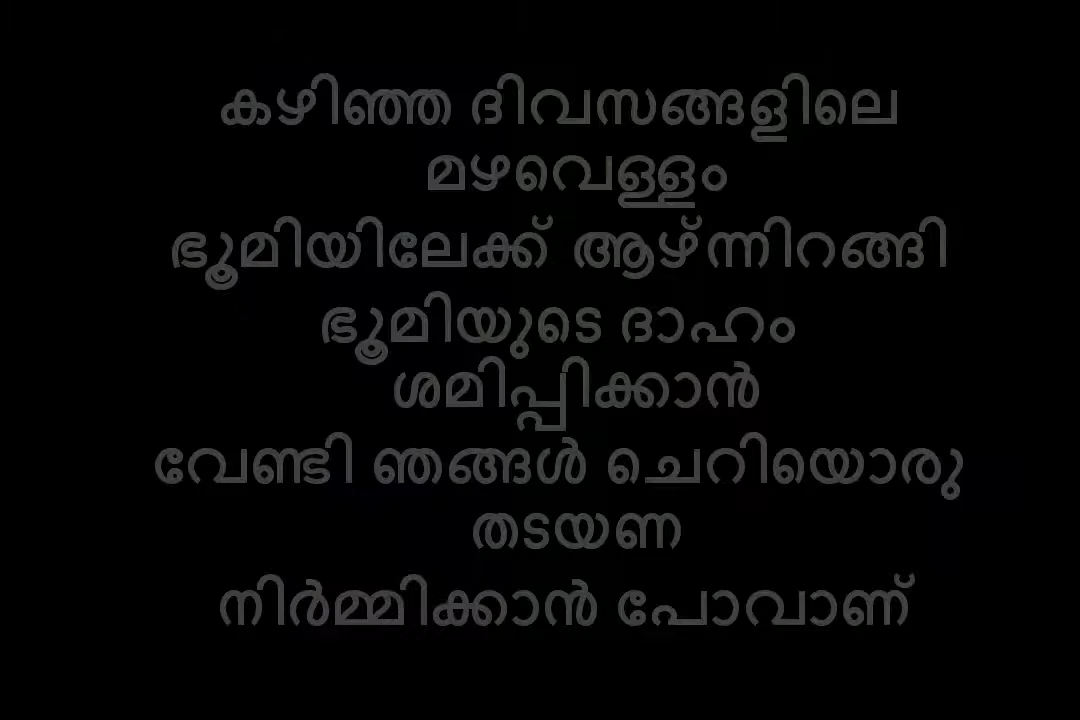 കഴിഞ്ഞ ദിവസങ്ങളിലെ
മഴവെള്ളം
ഭൂമിയിലേക്ക് ആഴ്ന്നിറങ്ങി
ഭൂമിയുടെ ദാഹം
ശമിപ്പിക്കാൻ
വേണ്ടി ഞങ്ങൾ ചെറിയൊരു
തടയണ
നിർമ്മിക്കാൻ പോവാണ്